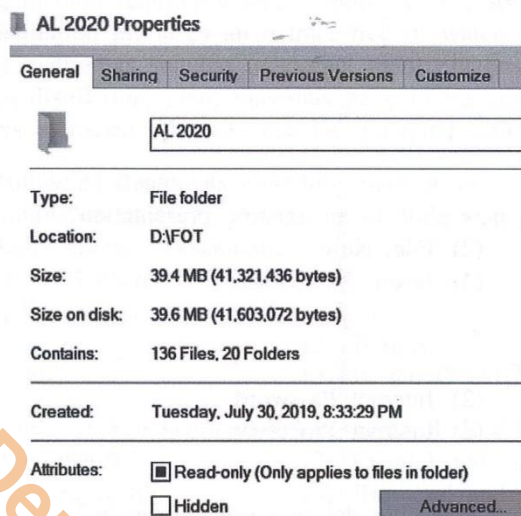 AL 2020 Properties
General Sharing Security Previous Versions Customize
AL 2020
Type: File folder
Location: D:\FOT
Size: 39.4 MB (41,321,436 bytes)
Size on disk: 39.6 MB (41,603,072 bytes)
Contains: 136 Files, 20 Folders
Created: Tuesday, July 30, 2019, 8:33:29 PM
Attributes: Read-only (Only applies to files in folder)
Hidden Advanced...